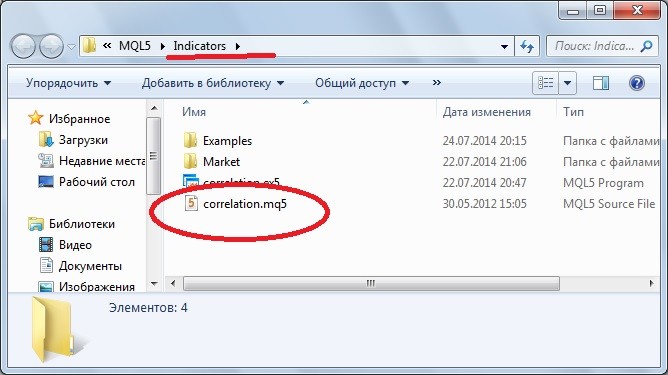 « MQL5 Indicators
Поиск: Indica...
Упорядочить Добавить в библиотеку Общий доступ »
Имя Дата изменения Тип
Избранное
Загрузки
Недавние места
Рабочий стол
Библиотеки
Видео
Документы
Изображения
Examples 24.07.2014 20:15 Папка с файлами
Market 22.07.2014 21:06 Папка с файлами
correlation.ex5 22.07.2014 20:47 MQL5 Program
correlation.mq5 30.05.2012 15:05 MQL5 Source File
Элементов: 4